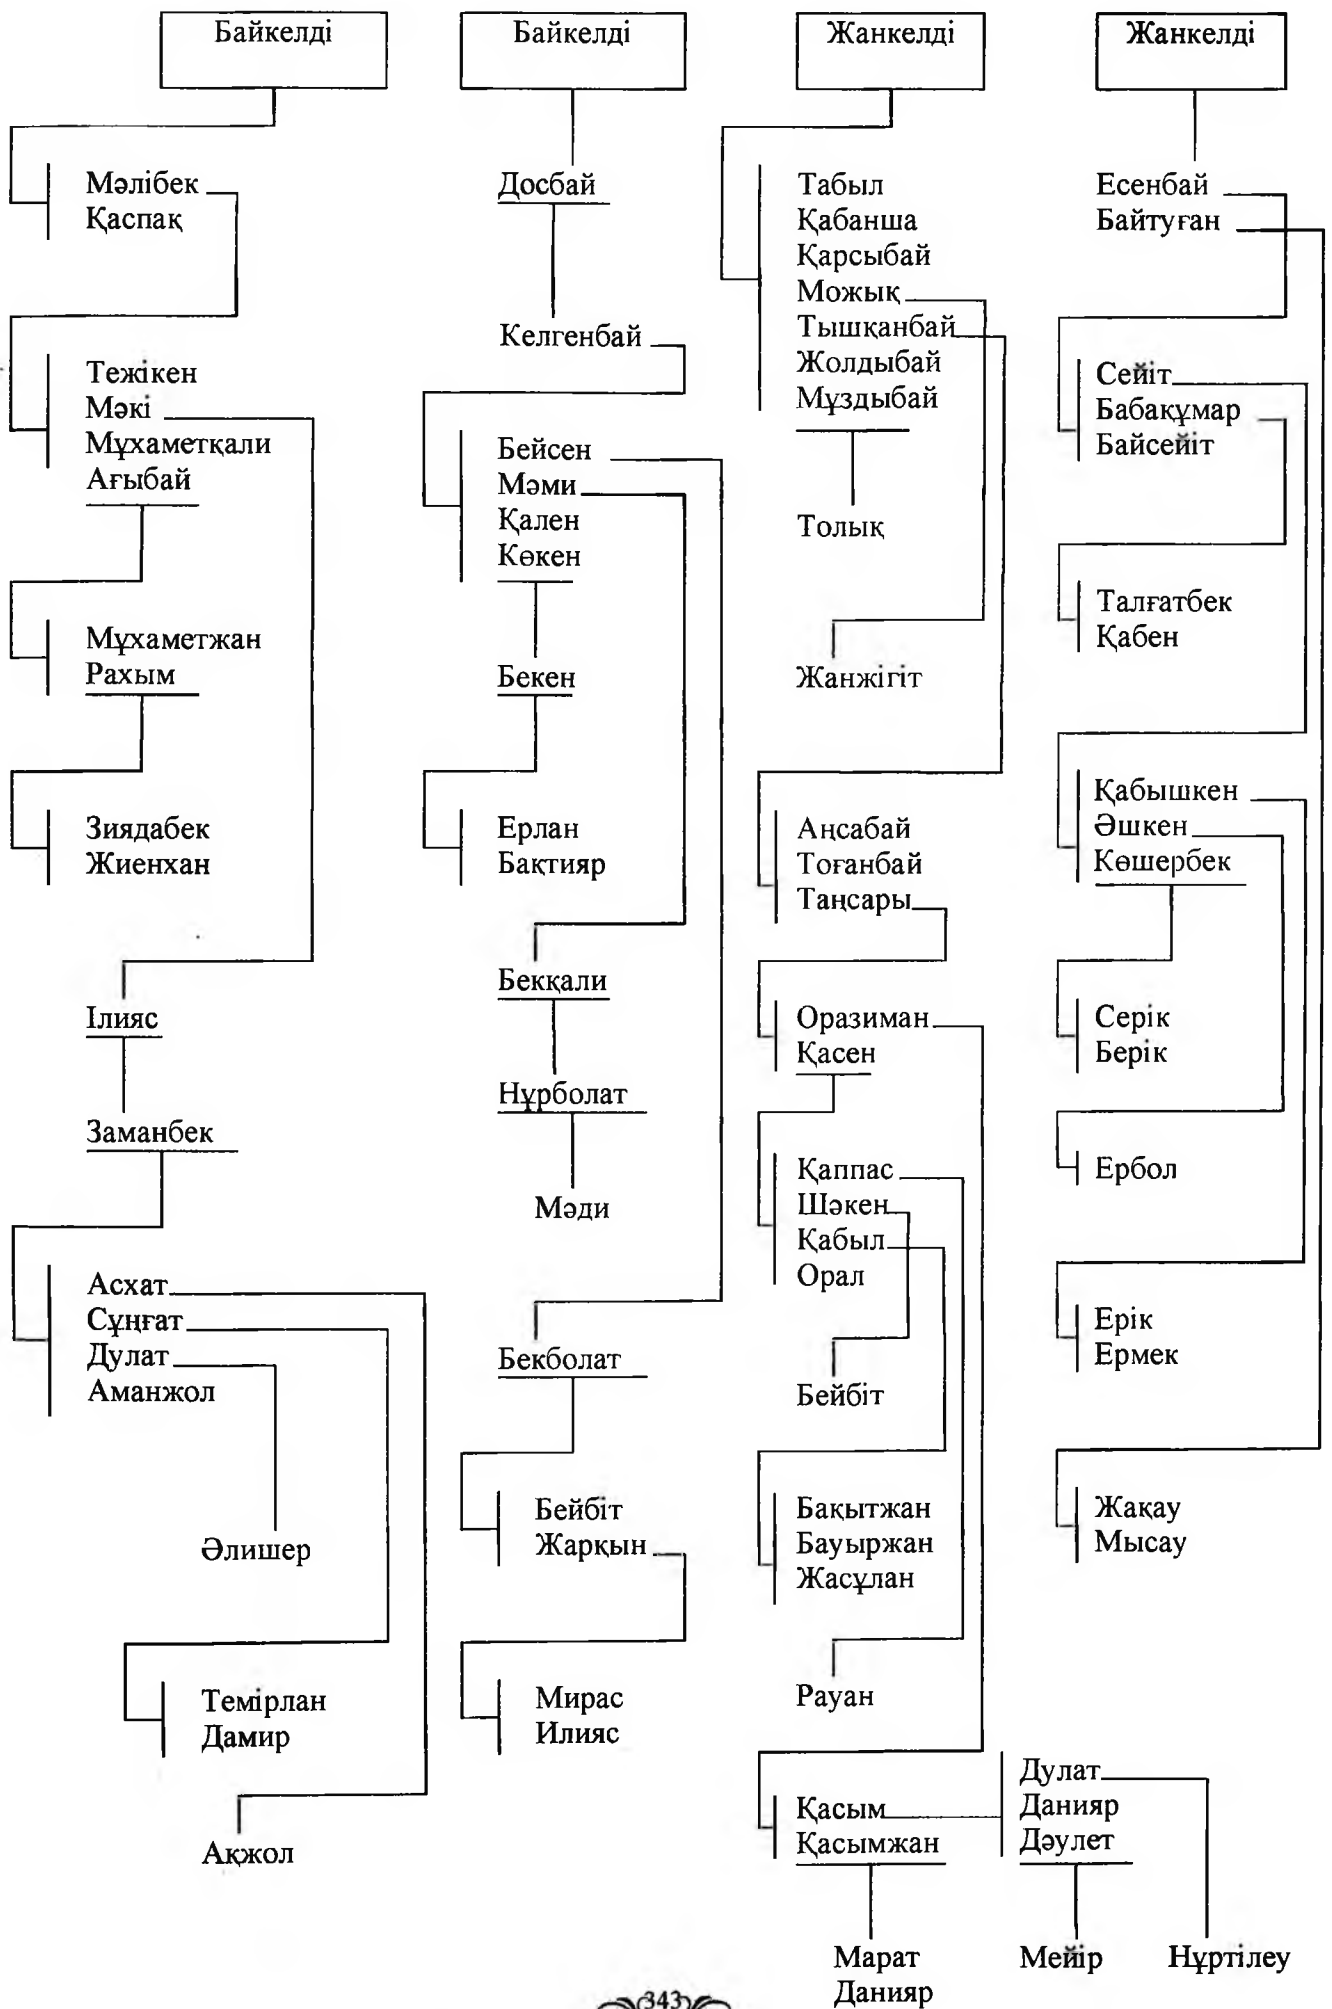 Байкелді
Мәлібек
Қаспақ
Тежікен
Мәкі
Мұхаметқали
Ағыбай
Мұхаметжан
Рахым
Зиядабек
Жиенхан
Ілияс
Заманбек
Асхат
Сұңғат
Дулат
Аманжол
Әлишер
Темірлан
Дамир
Ақжол
Байкелді
Досбай
Келгенбай
Бейсен
Мәми
Қален
Көкен
Бекен
Ерлан
Бақтияр
Бекқали
Нұрболат
Мәди
Бекболат
Бейбіт
Жарқын
Мирас
Илияс
Жанкелді
Табыл
Қабанша
Қарсыбай
Можық
Тышқанбай
Жолдыбай
Мұздыбай
Толық
Жанжігіт
Аңсабай
Тоғанбай
Таңсары
Оразиман
Қасен
Қаппас
Шәкен
Қабыл
Орал
Бейбіт
Бақытжан
Бауыржан
Жасұлан
Рауан
Қасым
Қасымжан
Дулат
Данияр
Дәулет
Марат
Данияр
Мейір
Нұртілеу
Жанкелді
Есенбай
Байтуған
Сейіт
Бабақұмар
Байсейіт
Талғатбек
Қабен
Қабышкен
Әшкен
Көшербек
Серік
Берік
Ербол
Ерік
Ермек
Жақау
Мысау
343